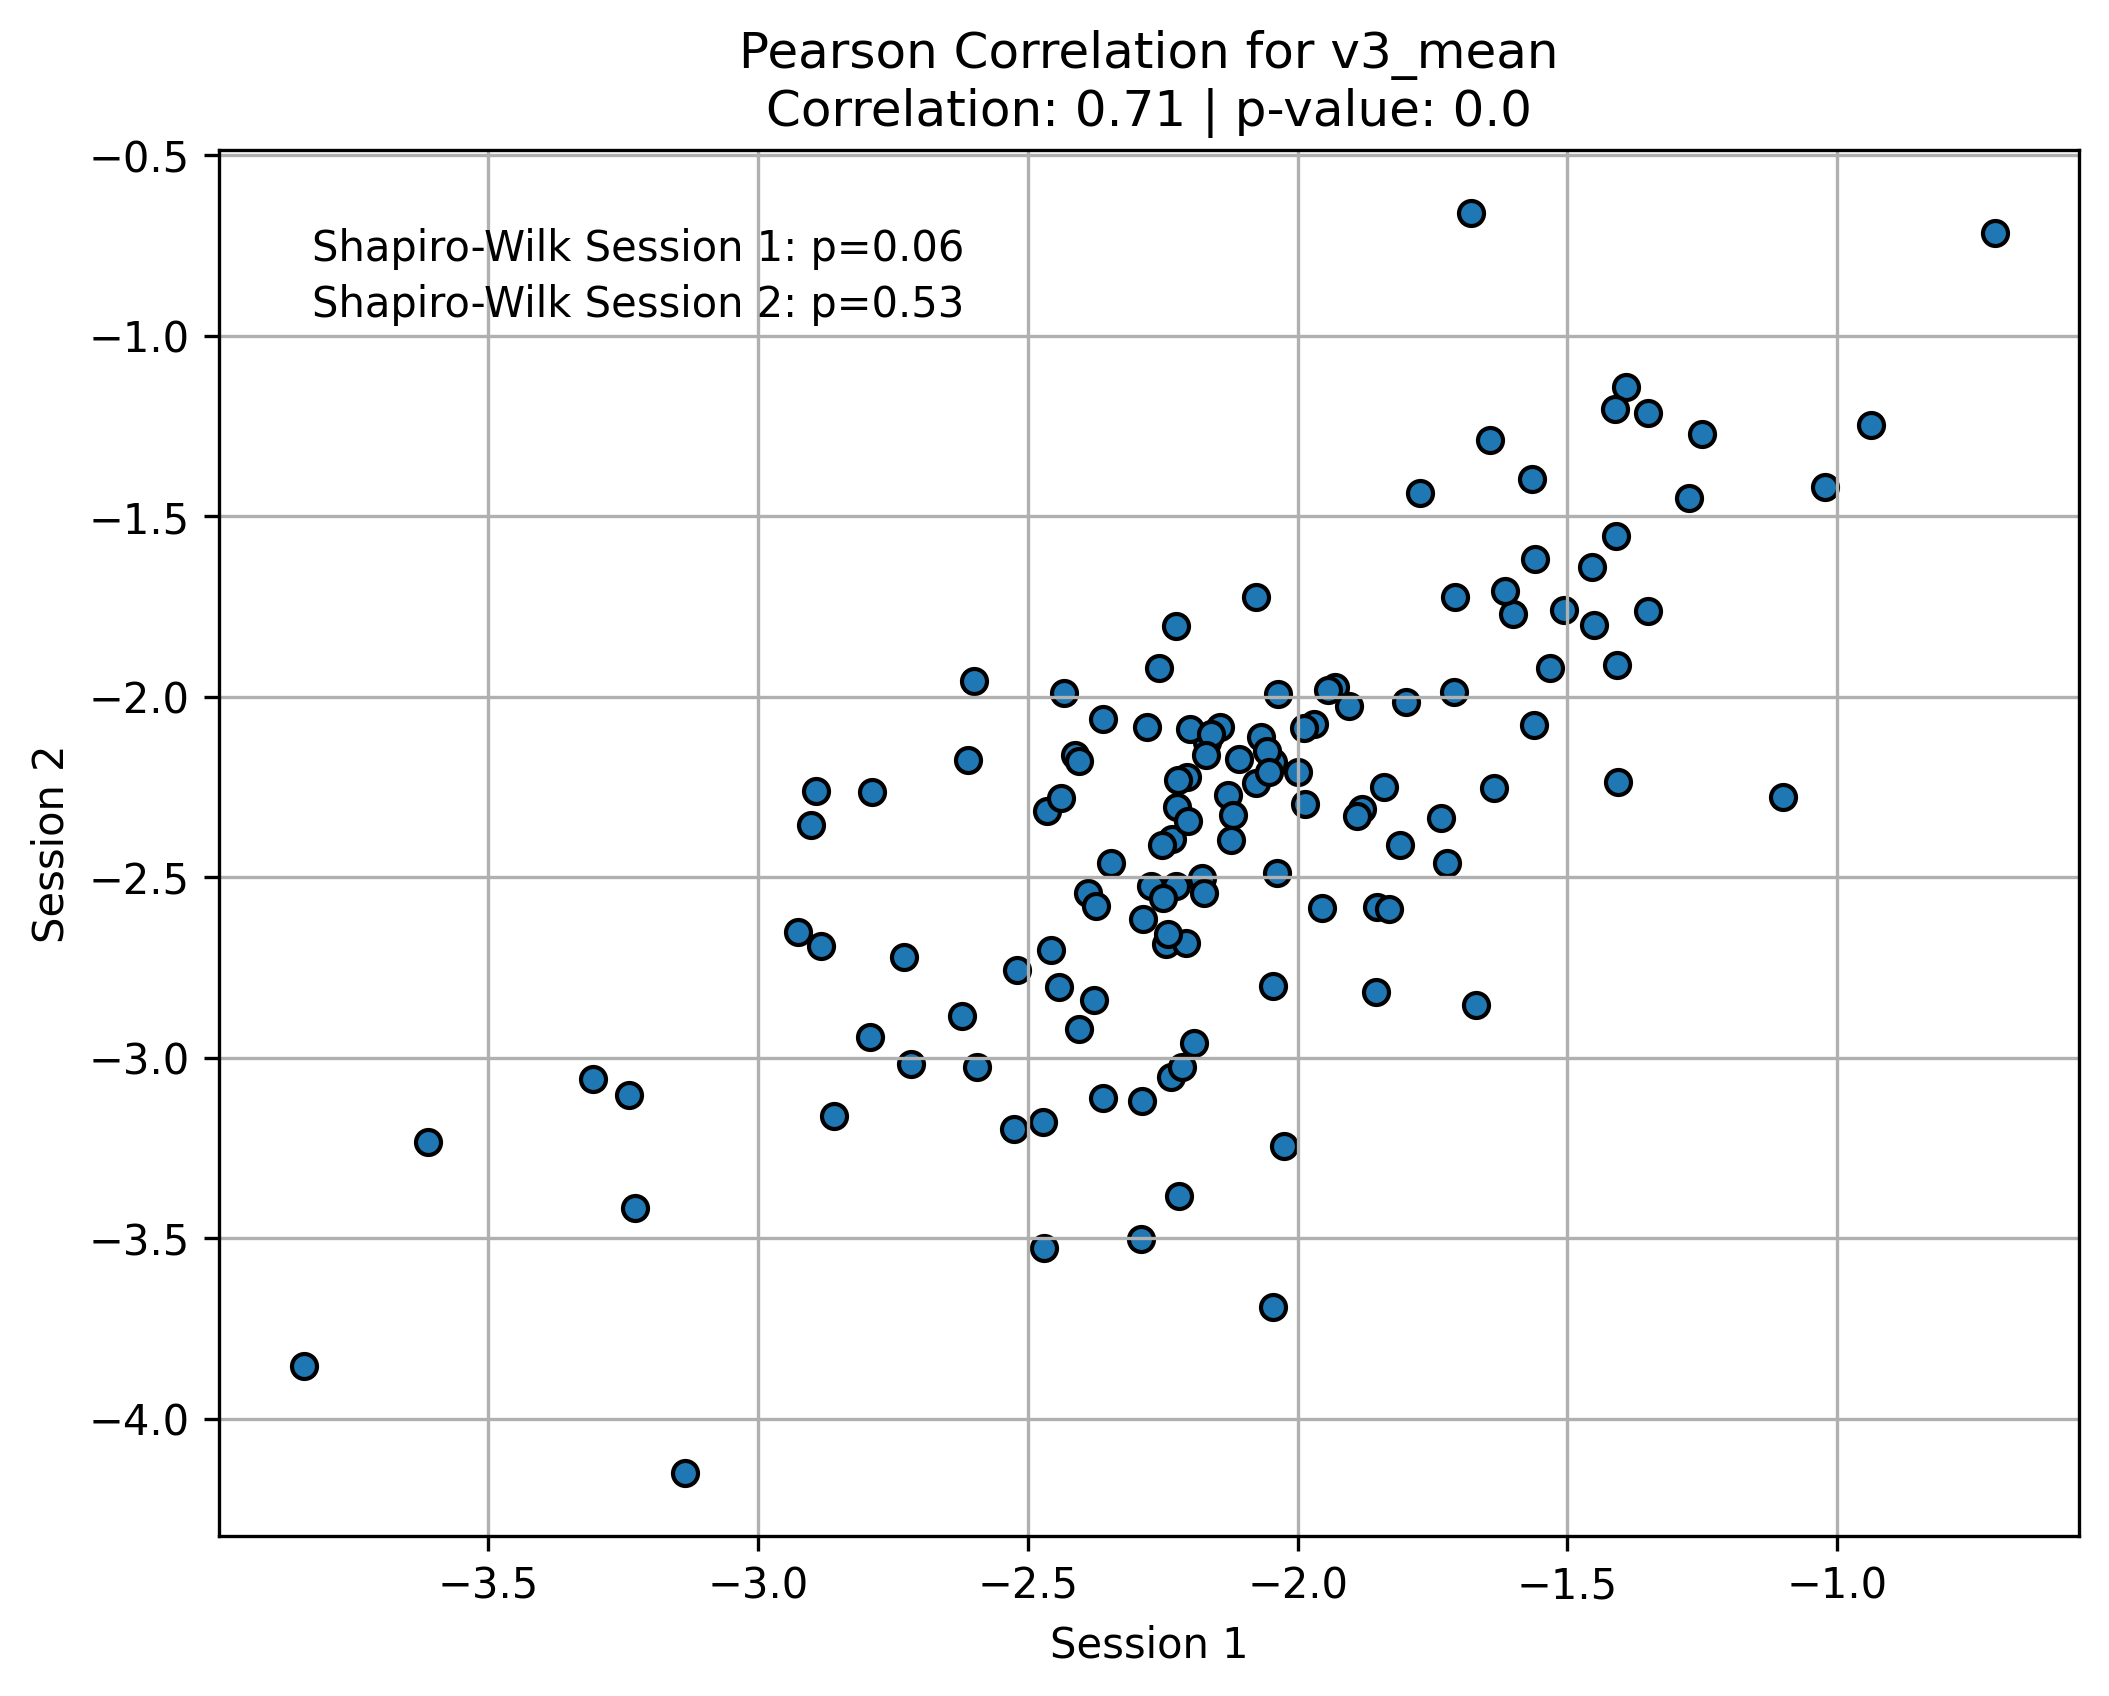 Pearson Correlation for v3_mean
Correlation: 0.71 | p-value: 0.0
Shapiro-Wilk Session 1: p=0.06
Shapiro-Wilk Session 2: p=0.53
−0.5
−1.0
−1.5
−2.0
−2.5
−3.0
−3.5
−4.0
Session 2
−3.5 −3.0 −2.5 −2.0 −1.5 −1.0
Session 1